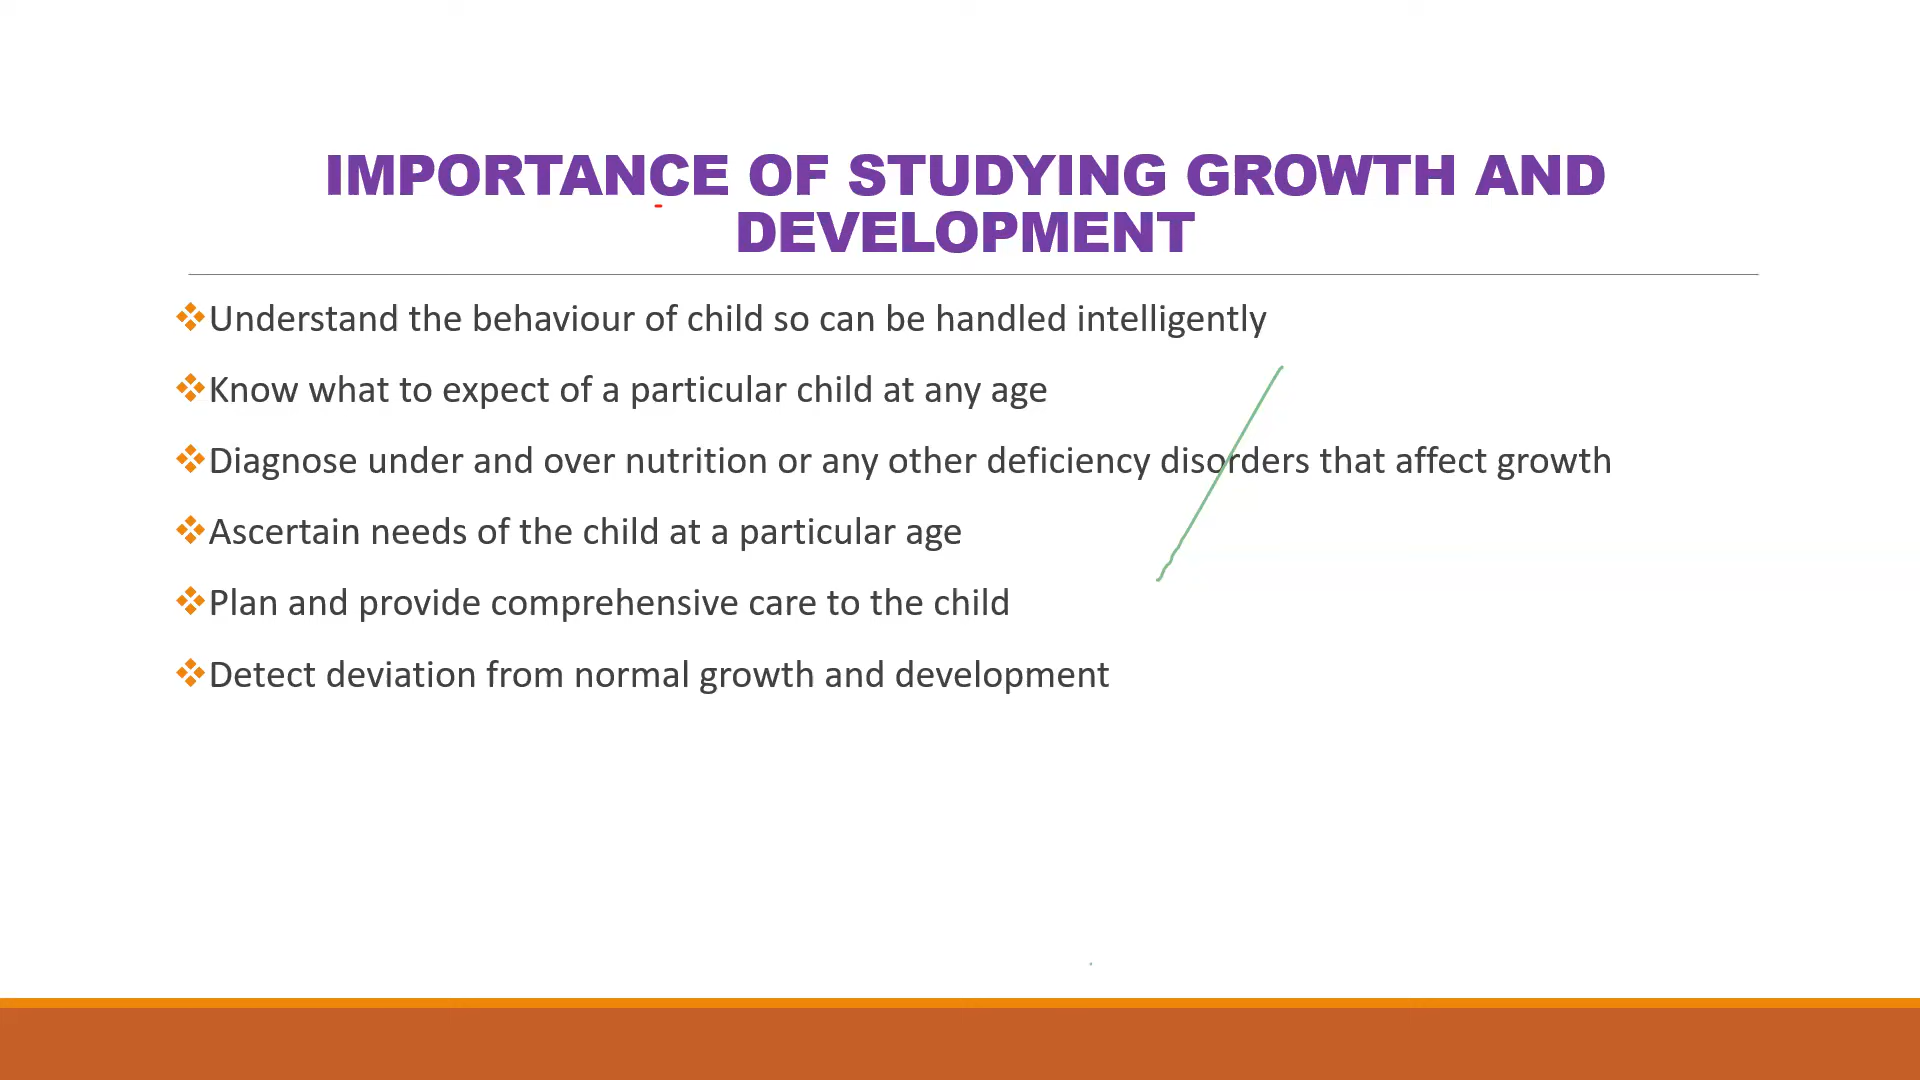 IMPORTANCE OF STUDYING GROWTH AND
DEVELOPMENT
Understand the behaviour of child so can be handled intelligently
Know what to expect of a particular child at any age
Diagnose under and over nutrition or any other deficiency disorders that affect growth
Ascertain needs of the child at a particular age
Plan and provide comprehensive care to the child
Detect deviation from normal growth and development